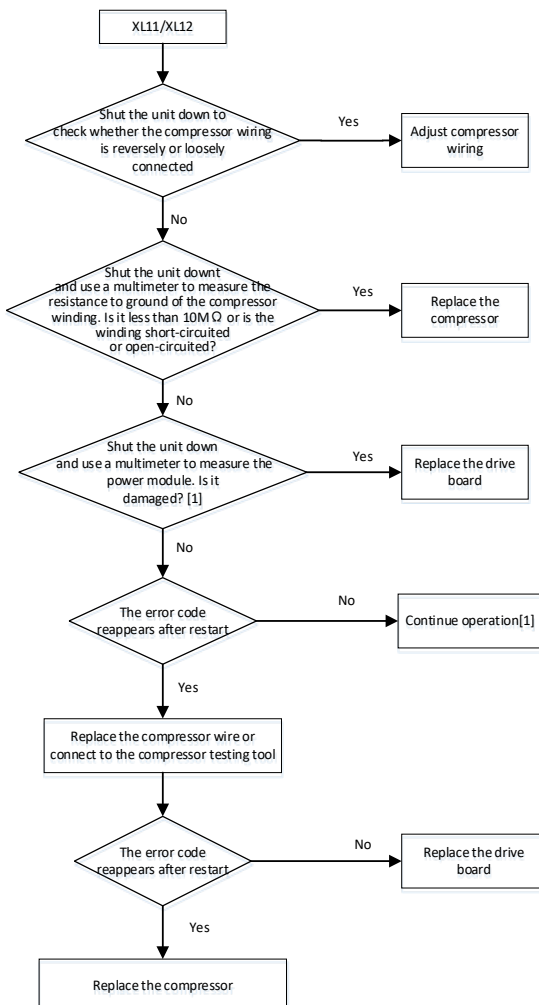 XL11/XL12
Shut the unit down to
check whether the compressor wiring
is reversely or loosely
connected
Yes
Adjust compressor
wiring
No
Shut the unit downt
and use a multimeter to measure the
resistance to ground of the compressor
winding. Is it less than 10MΩ or is the
winding short-circuited
or open-circuited?
Yes
Replace the
compressor
No
Shut the unit down
and use a multimeter to measure the
power module. Is it
damaged? [1]
Yes
Replace the drive
board
No
The error code
reappears after restart
No
Continue operation[1]
Yes
Replace the compressor wire or
connect to the compressor testing tool
The error code
reappears after restart
No
Replace the drive
board
Yes
Replace the compressor